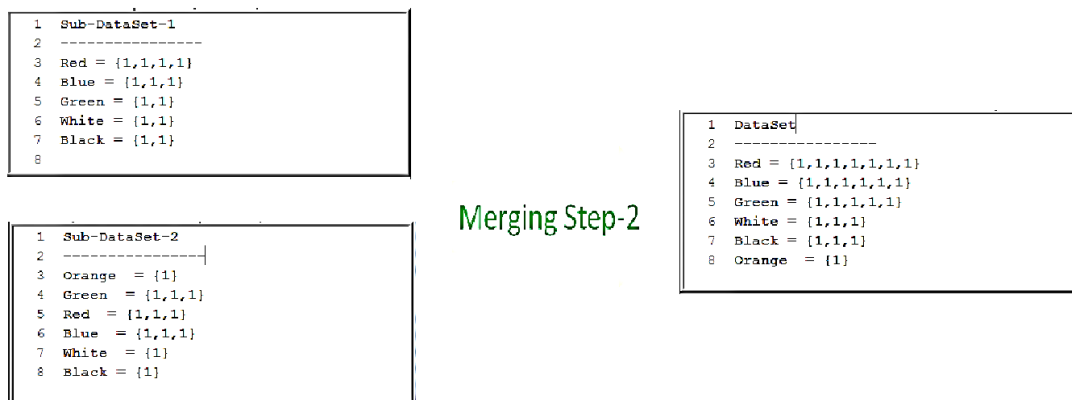 1 Sub-DataSet-1
2 ----------------
3 Red = {1,1,1,1}
4 Blue = {1,1,1}
5 Green = {1,1}
6 White = {1,1}
7 Black = {1,1}
8
1 Sub-DataSet-2
2 ----------------
3 Orange = {1}
4 Green = {1,1,1}
5 Red = {1,1,1}
6 Blue = {1,1,1}
7 White = {1}
8 Black = {1}
Merging Step-2
1 DataSet
2 ----------------
3 Red = {1,1,1,1,1,1,1}
4 Blue = {1,1,1,1,1,1}
5 Green = {1,1,1,1,1}
6 White = {1,1,1}
7 Black = {1,1,1}
8 Orange = {1}